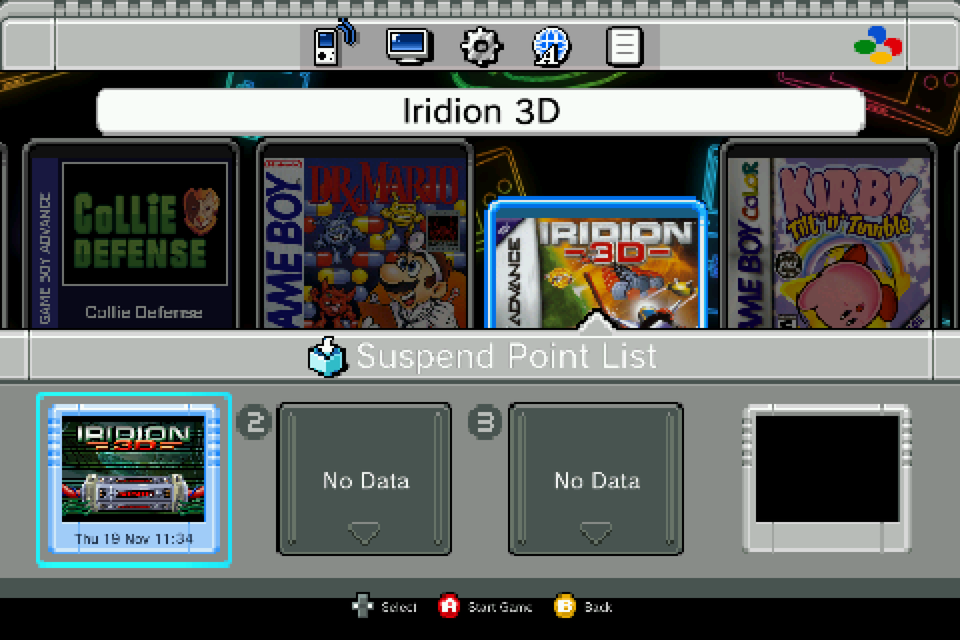 Iridion 3D
GAME BOY ADVANCE
COLLIE
DEFENSE
Collie Defense
GAME BOY
DR. MARIO
ADVANCE
IRIDION
3D
GAME BOY COLOR
KIRBY
Tilt 'n' Tumble
Suspend Point List
IRIDION
3D
Thu 19 Nov 11:34
2
No Data
3
No Data
Select
A Start Game
B Back